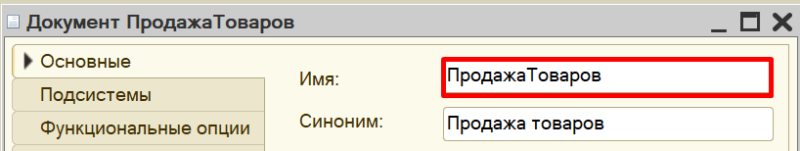 Документ ПродажаТоваров
Основные
Имя: ПродажаТоваров
Подсистемы
Функциональные опции
Синоним: Продажа товаров